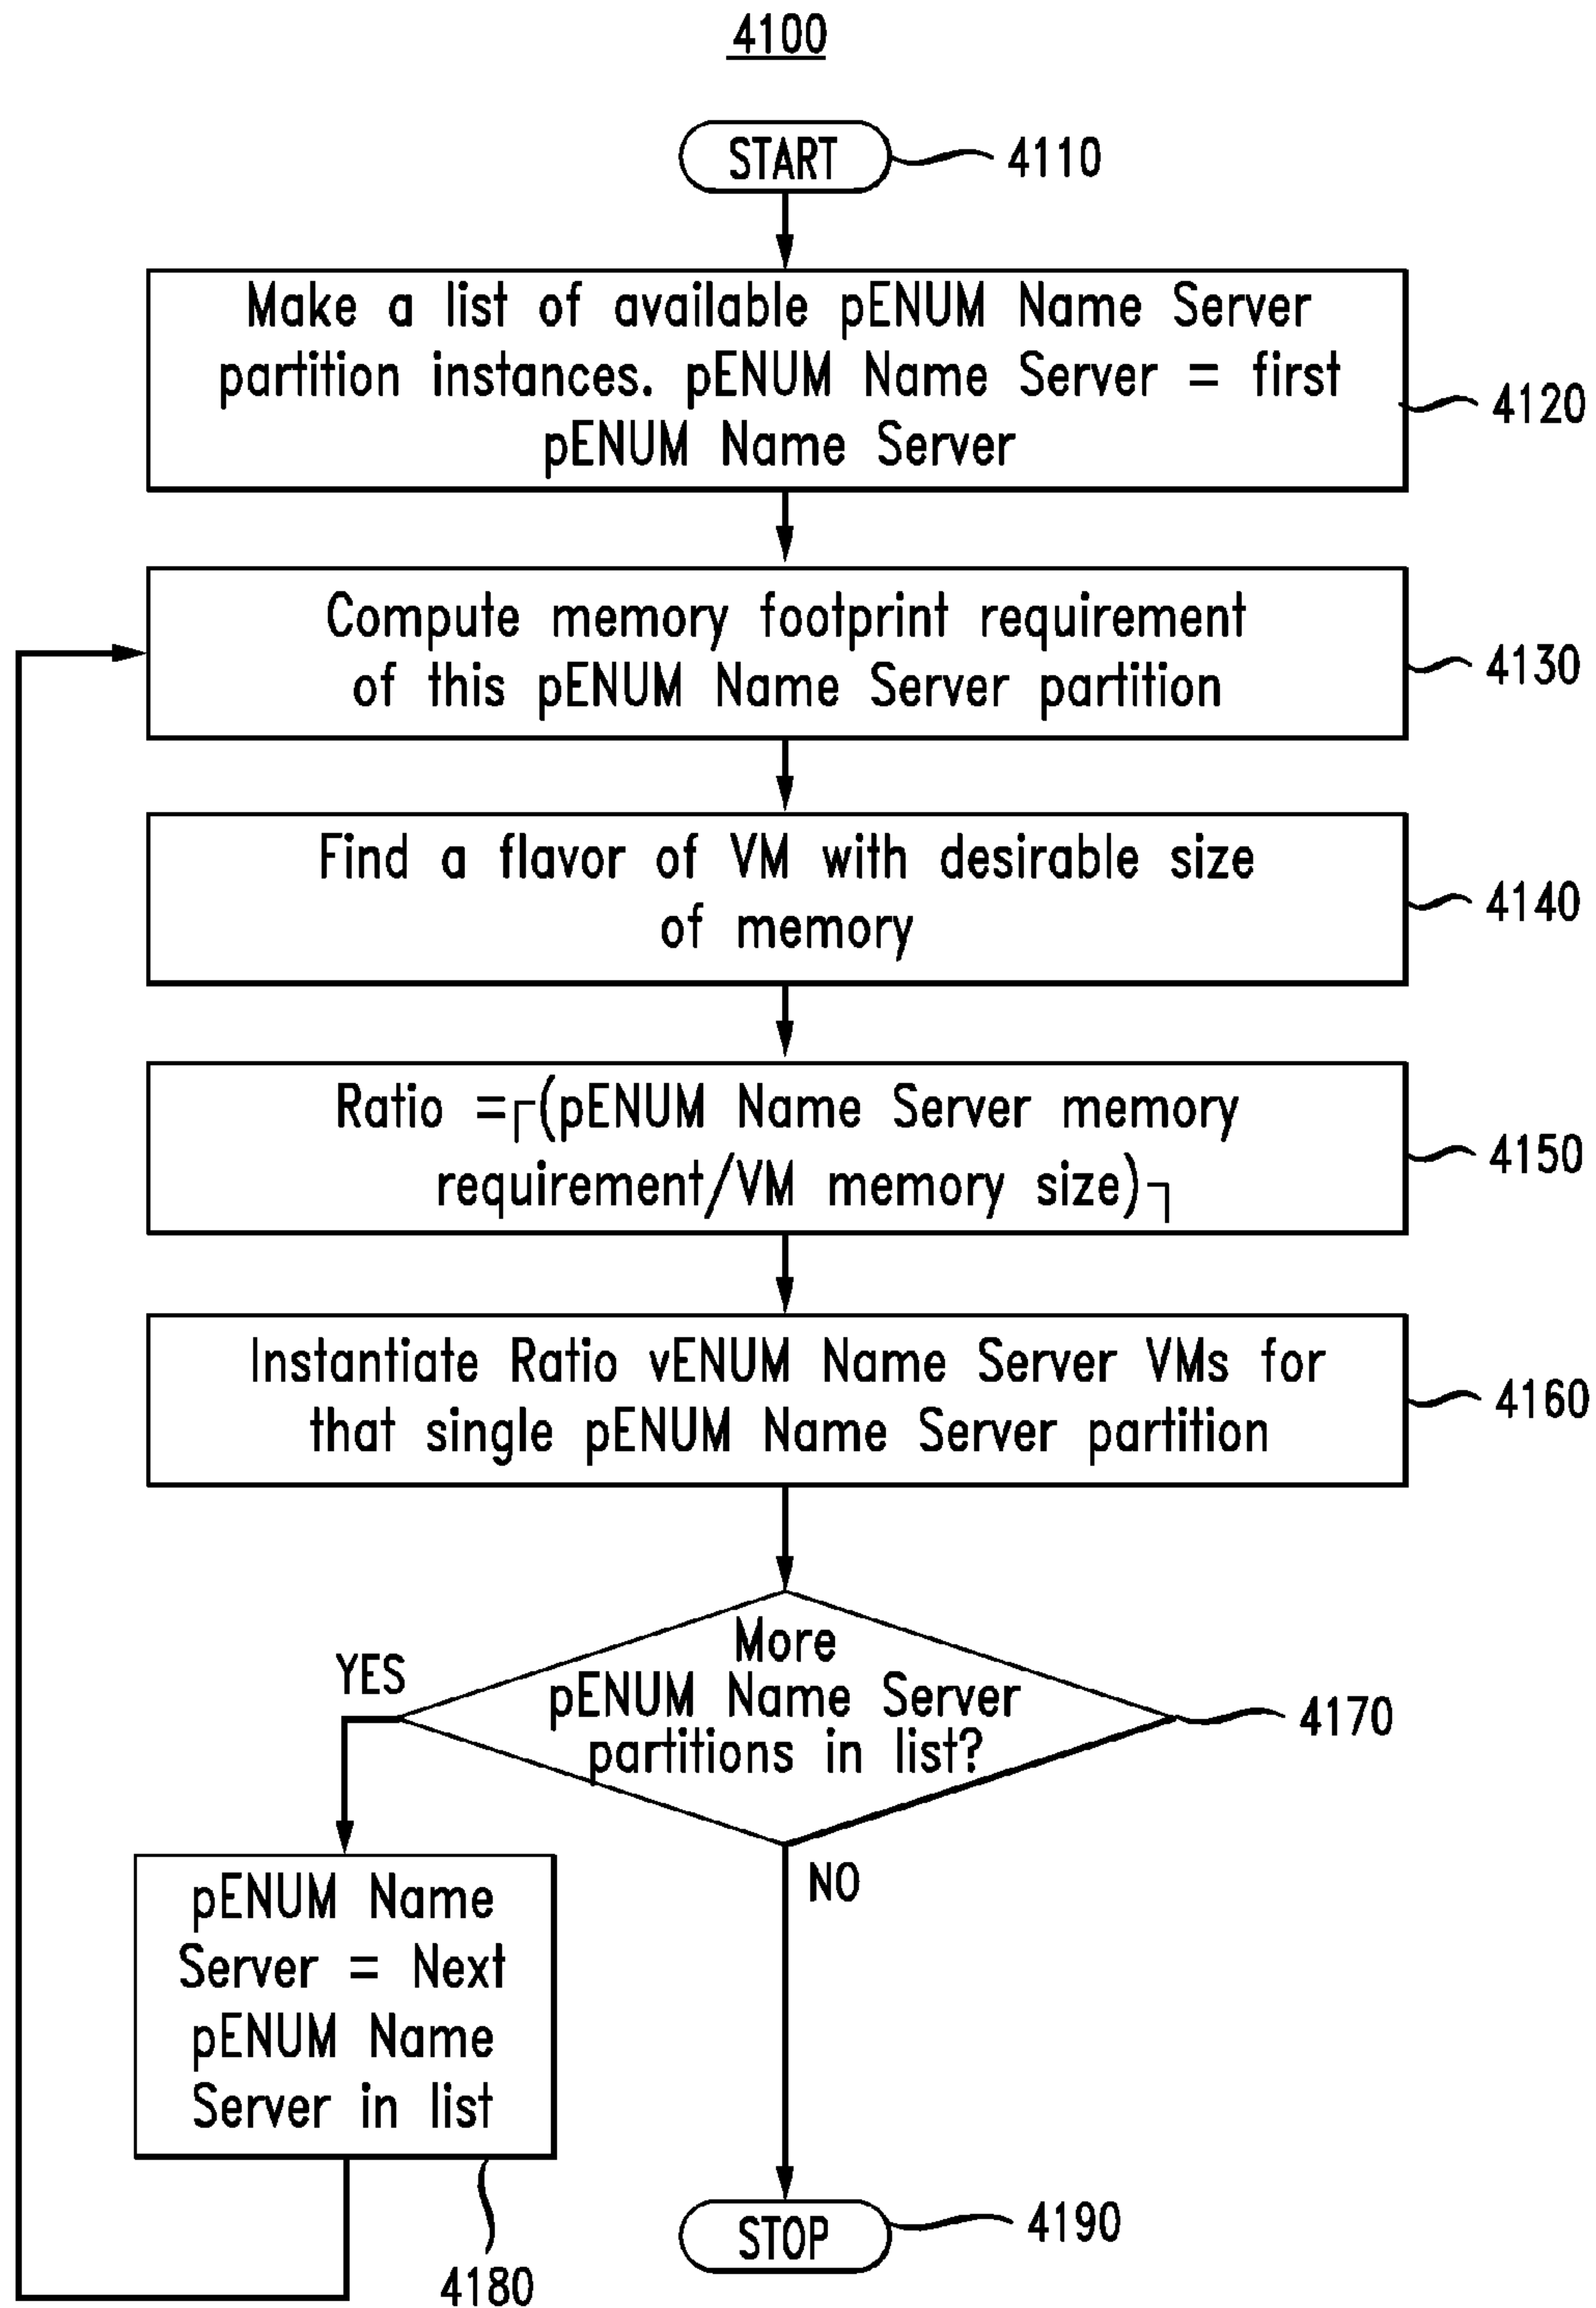 4100
START
4110
Make a list of available pENUM Name Server
partition instances. pENUM Name Server = first
pENUM Name Server
4120
Compute memory footprint requirement
of this pENUM Name Server partition
4130
Find a flavor of VM with desirable size
of memory
4140
Ratio =┌(pENUM Name Server memory
requirement/VM memory size)┐
4150
Instantiate Ratio vENUM Name Server VMs for
that single pENUM Name Server partition
4160
More
pENUM Name Server
partitions in list?
4170
YES
NO
pENUM Name
Server = Next
pENUM Name
Server in list
4180
STOP
4190